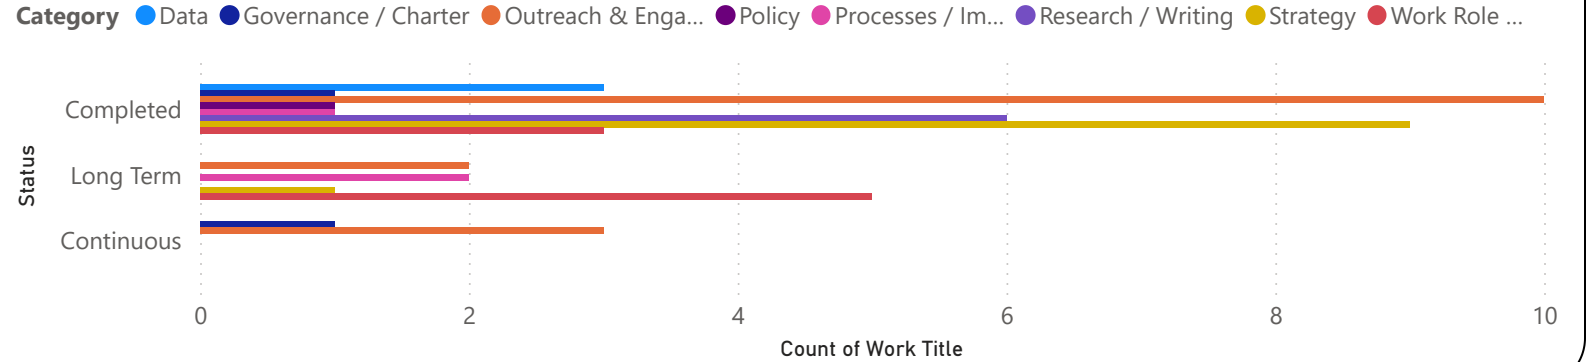 Category Data Governance / Charter Outreach & Enga... Policy Processes / Im... Research / Writing Strategy Work Role ...
Status
Completed
Long Term
Continuous
0 2 4 6 8 10
Count of Work Title